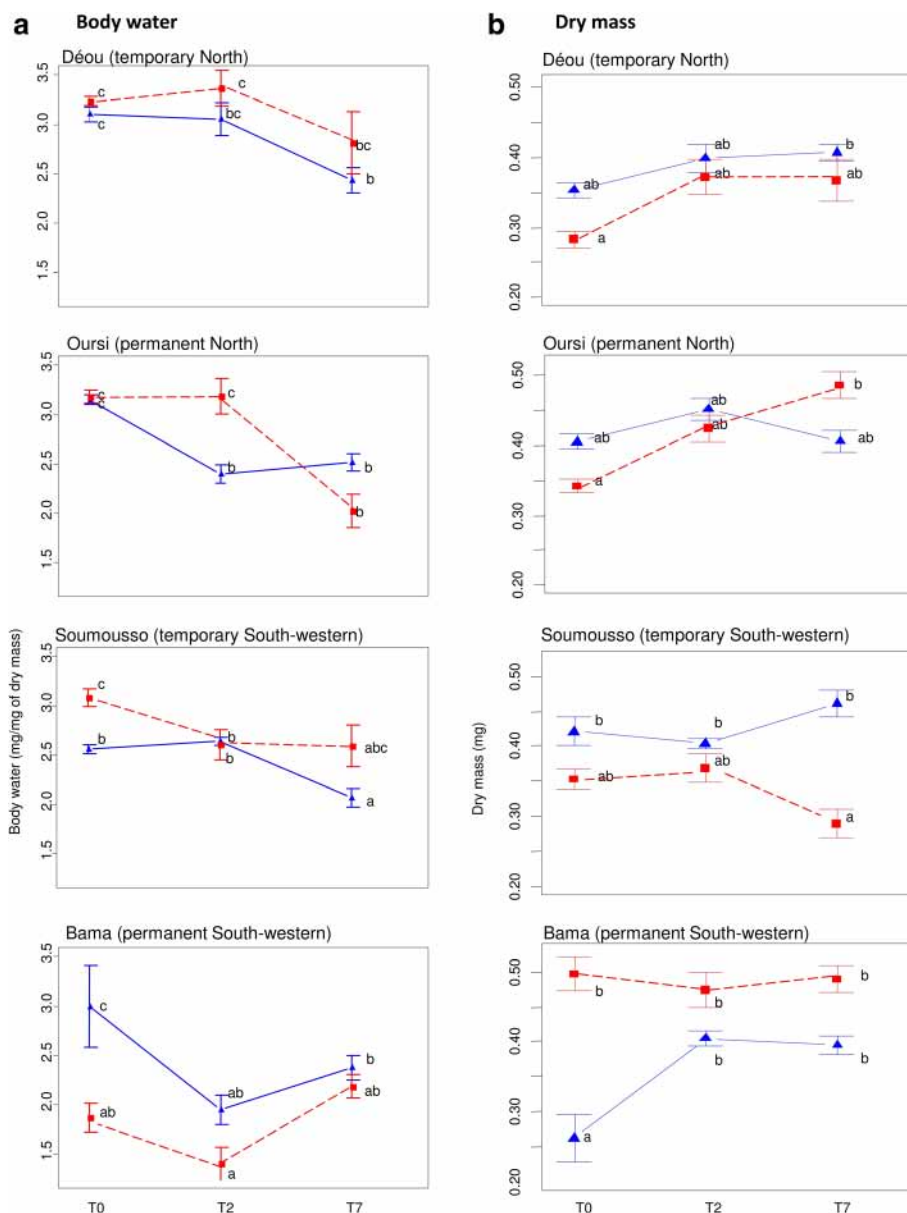 a Body water
Déou (temporary North)
3.5
3.0
2.5
2.0
1.5
c
c
c
bc
bc
b
Oursi (permanent North)
3.5
3.0
2.5
2.0
1.5
c
c
c
b
b
b
Soumousso (temporary South-western)
3.5
3.0
2.5
2.0
1.5
c
b
b
b
abc
a
Body water (mg/mg of dry mass)
Bama (permanent South-western)
3.5
3.0
2.5
2.0
1.5
c
ab
ab
a
b
ab
T0 T2 T7
b Dry mass
Déou (temporary North)
0.50
0.40
0.30
0.20
ab
a
ab
ab
b
ab
Oursi (permanent North)
0.50
0.40
0.30
0.20
ab
a
ab
ab
b
ab
Soumousso (temporary South-western)
0.50
0.40
0.30
0.20
b
ab
b
ab
b
a
Dry mass (mg)
Bama (permanent South-western)
0.50
0.40
0.30
0.20
b
a
b
b
b
b
T0 T2 T7